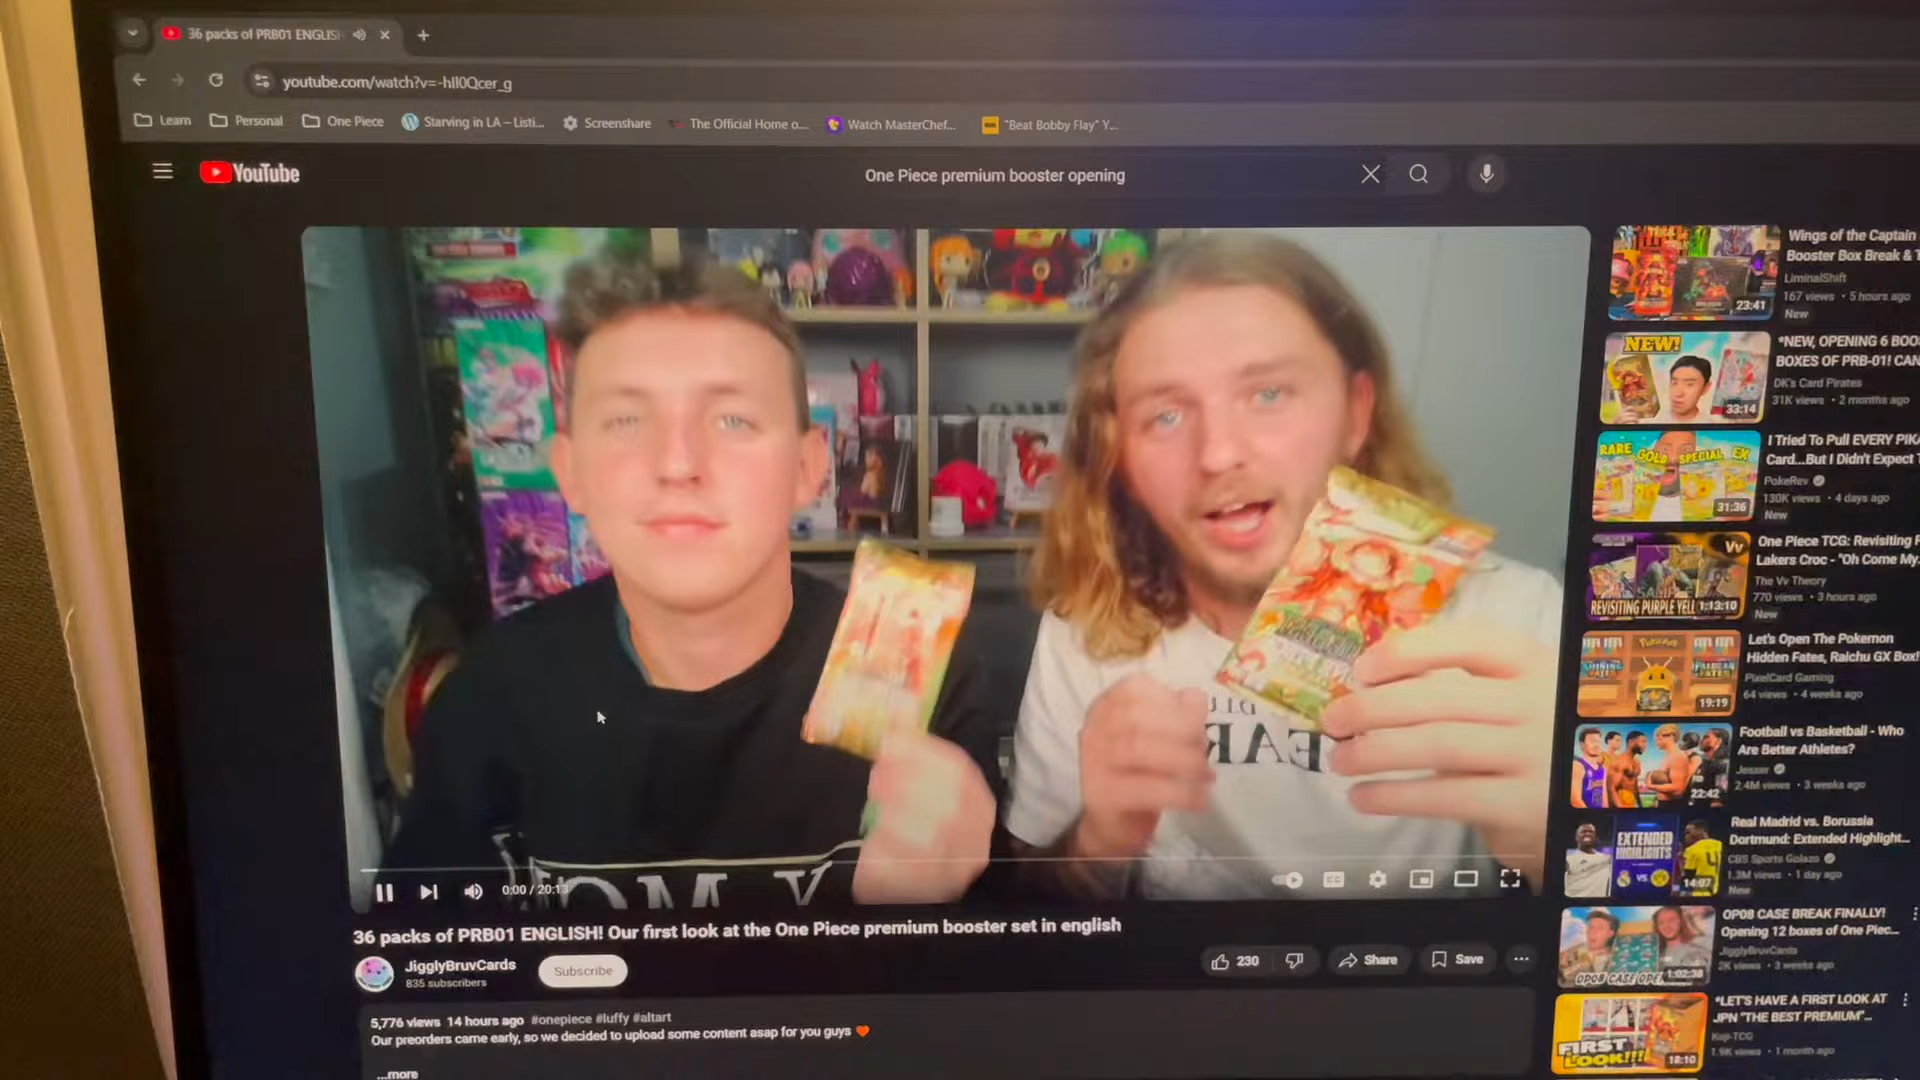 36 packs of PRB01 ENGLIS
youtube.com/watch?v=-hII0Qcer_g
Learn
Personal
One Piece
Starving in LA – Listi...
Screenshare
The Official Home o...
Watch MasterChef...
"Beat Bobby Flay" Y...
YouTube
One Piece premium booster opening
0:00 / 20:13
36 packs of PRB01 ENGLISH! Our first look at the One Piece premium booster set in english
JigglyBruvCards
835 subscribers
Subscribe
230
Share
Save
5,776 views 14 hours ago #onepiece #luffy #altart
Our preorders came early, so we decided to upload some content asap for you guys
...more
Wings of the Captain
Booster Box Break & T
LiminalShift
167 views • 5 hours ago
New
23:41
NEW!
*NEW, OPENING 6 BOO
BOXES OF PRB-01! CAN
DK's Card Pirates
31K views • 2 months ago
33:14
RARE GOLD SPECIAL EX
I Tried To Pull EVERY PIKA
Card...But I Didn't Expect T
PokeRev
130K views • 4 days ago
New
31:36
Vv
One Piece TCG: Revisiting P
Lakers Croc - "Oh Come My
The Vv Theory
770 views • 3 hours ago
New
REVISITING PURPLE YELL
1:13:10
Let's Open The Pokemon
Hidden Fates, Raichu GX Box!
PixelCard Gaming
64 views • 4 weeks ago
19:19
Football vs Basketball - Who
Are Better Athletes?
Jesser
2.4M views • 3 weeks ago
22:42
EXTENDED
HIGHLIGHTS
VS
Real Madrid vs. Borussia
Dortmund: Extended Highlight...
CBS Sports Golazo
1.3M views • 1 day ago
New
14:07
OP08 CASE BREAK FINALLY!
Opening 12 boxes of One Piec...
JigglyBruvCards
2K views • 3 weeks ago
OP08 CASE OPE
1:02:38
*LET'S HAVE A FIRST LOOK AT
JPN "THE BEST PREMIUM"...
Kep-TCG
1.9K views • 1 month ago
FIRST
LOOK!!!
18:10